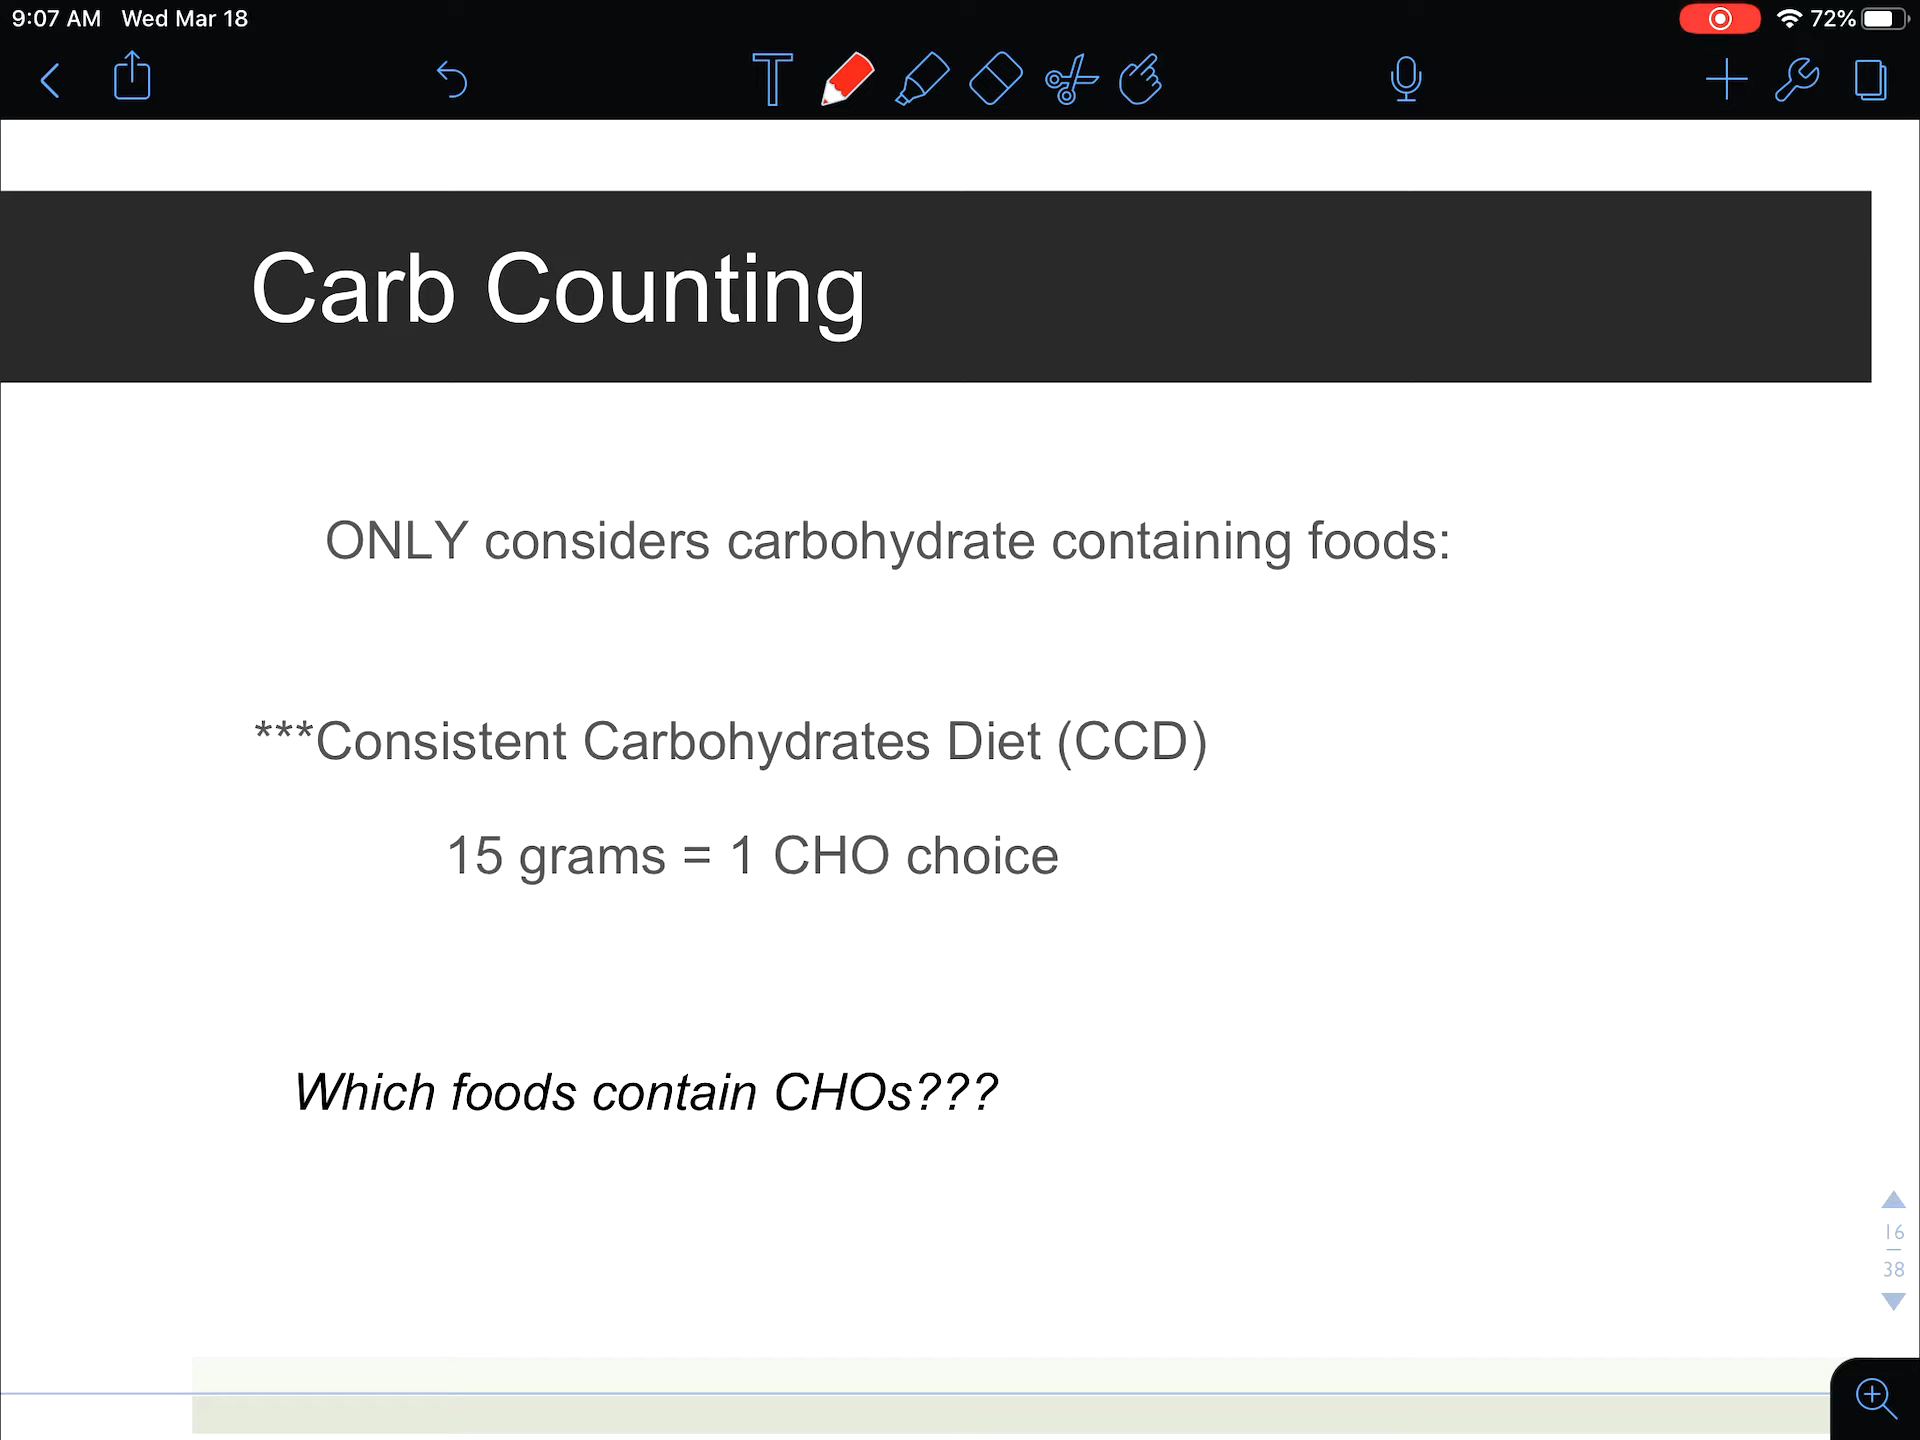 9:07 AM Wed Mar 18
72%
Carb Counting
ONLY considers carbohydrate containing foods:
***Consistent Carbohydrates Diet (CCD)
15 grams = 1 CHO choice
Which foods contain CHOs???
16
38